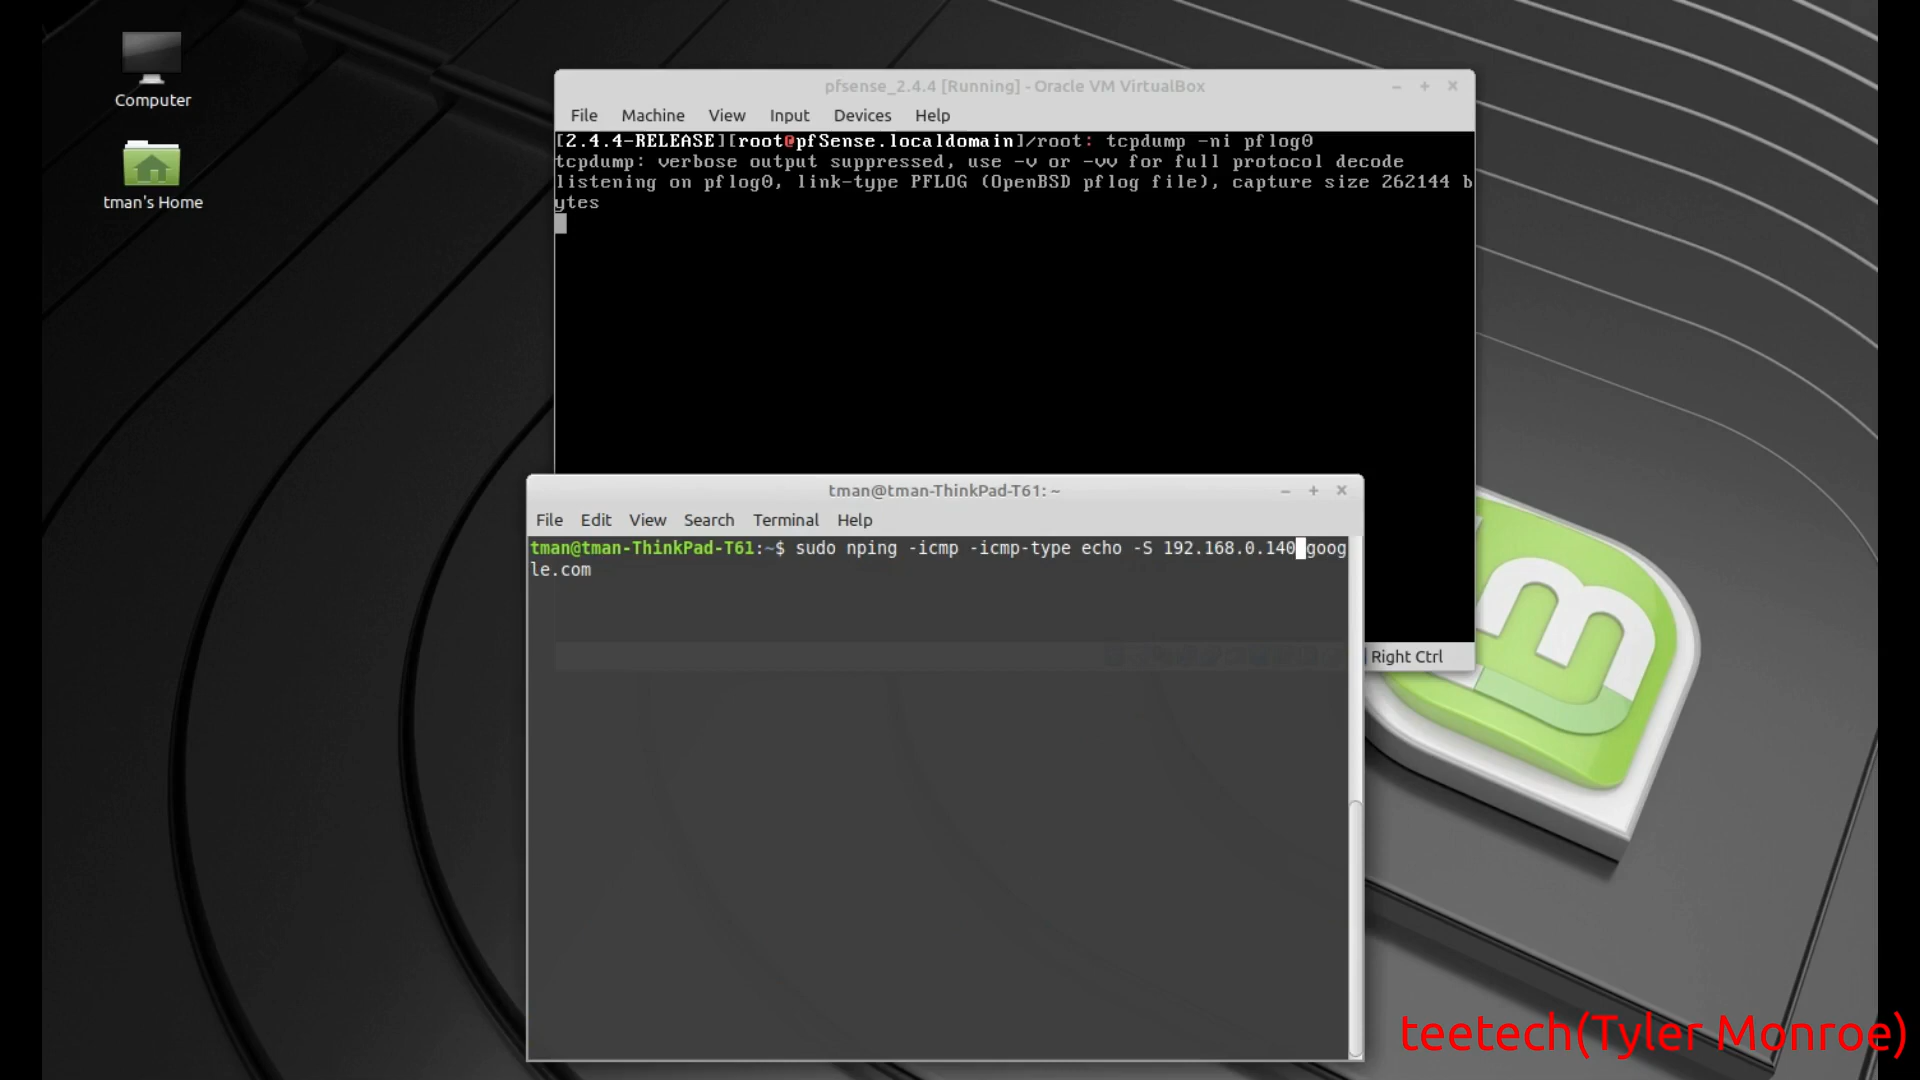 Computer
tman's Home
pfsense_2.4.4 [Running] - Oracle VM VirtualBox
File Machine View Input Devices Help
[2.4.4-RELEASE][root@pfSense.localdomain]/root: tcpdump -ni pflog0
tcpdump: verbose output suppressed, use -v or -vv for full protocol decode
listening on pflog0, link-type PFLOG (OpenBSD pflog file), capture size 262144 b
ytes
tman@tman-ThinkPad-T61: ~
File Edit View Search Terminal Help
tman@tman-ThinkPad-T61:~$ sudo nping -icmp -icmp-type echo -S 192.168.0.140 goog
le.com
Right Ctrl
teetech(Tyler Monroe)